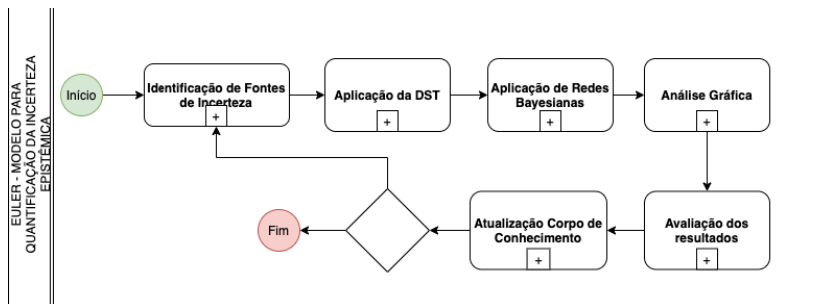 EULER - MODELO PARA
QUANTIFICAÇÃO DA INCERTEZA
EPISTÊMICA
Início
Identificação de Fontes
de Incerteza
+
Aplicação da DST
+
Aplicação de Redes
Bayesianas
+
Análise Gráfica
+
Fim
Atualização Corpo de
Conhecimento
+
Avaliação dos
resultados
+